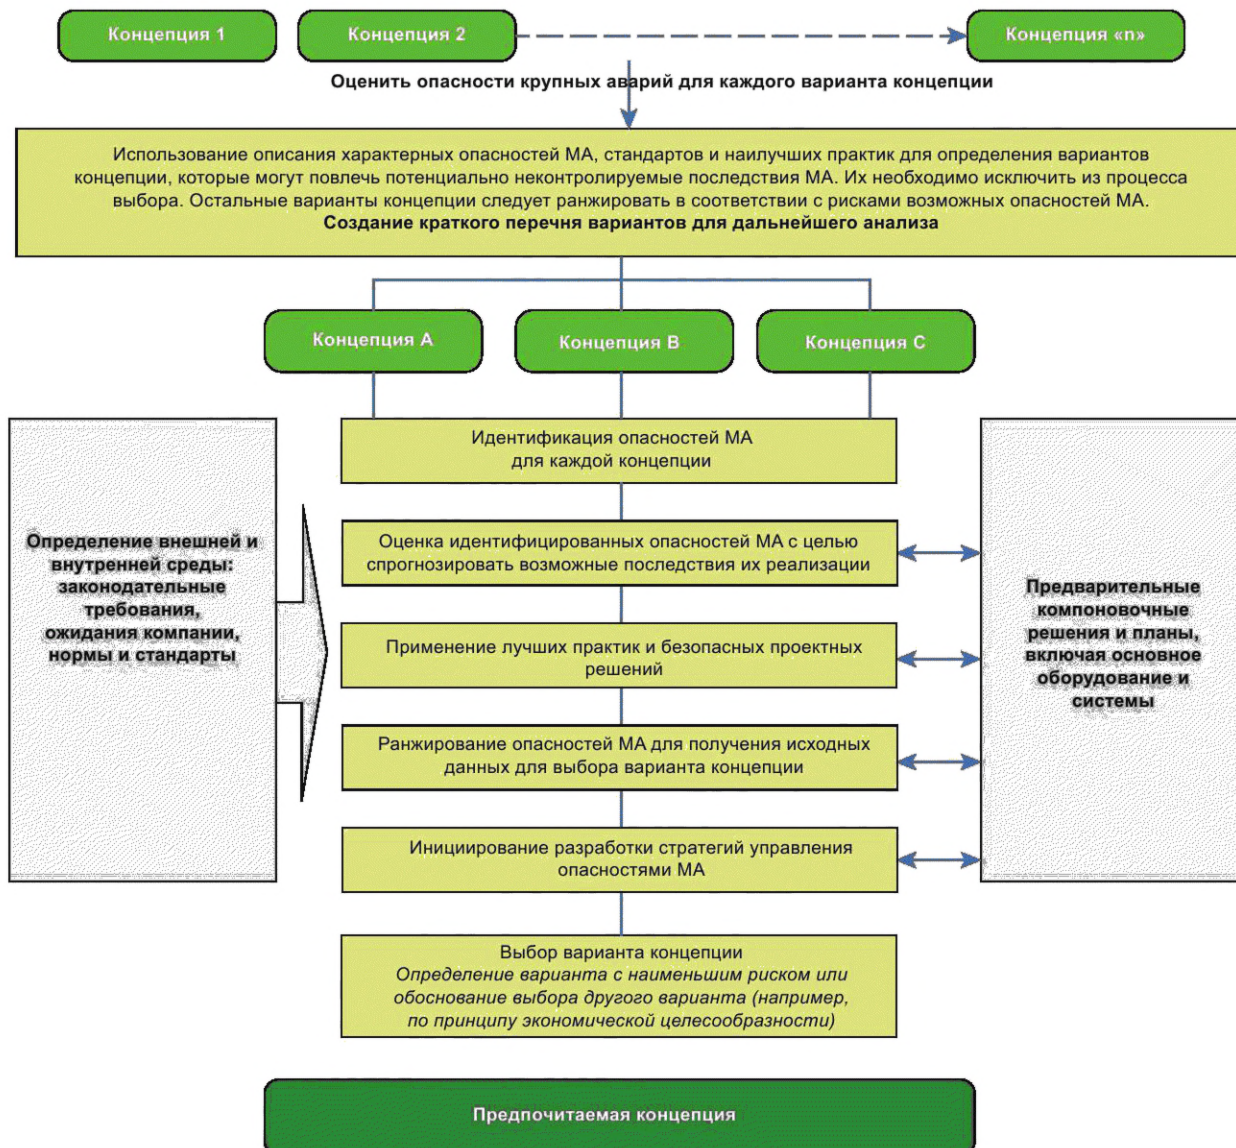 Концепция 1
Концепция 2
Концепция «n»
Оценить опасности крупных аварий для каждого варианта концепции
Использование описания характерных опасностей МА, стандартов и наилучших практик для определения вариантов
концепции, которые могут повлечь потенциально неконтролируемые последствия МА. Их необходимо исключить из процесса
выбора. Остальные варианты концепции следует ранжировать в соответствии с рисками возможных опасностей МА.
Создание краткого перечня вариантов для дальнейшего анализа
Концепция A
Концепция B
Концепция C
Идентификация опасностей МА
для каждой концепции
Определение внешней и
внутренней среды:
законодательные
требования,
ожидания компании,
нормы и стандарты
Оценка идентифицированных опасностей МА с целью
спрогнозировать возможные последствия их реализации
Применение лучших практик и безопасных проектных
решений
Ранжирование опасностей МА для получения исходных
данных для выбора варианта концепции
Инициирование разработки стратегий управления
опасностями МА
Предварительные
компоновочные
решения и планы,
включая основное
оборудование и
системы
Выбор варианта концепции
Определение варианта с наименьшим риском или
обоснование выбора другого варианта (например,
по принципу экономической целесообразности)
Предпочитаемая концепция